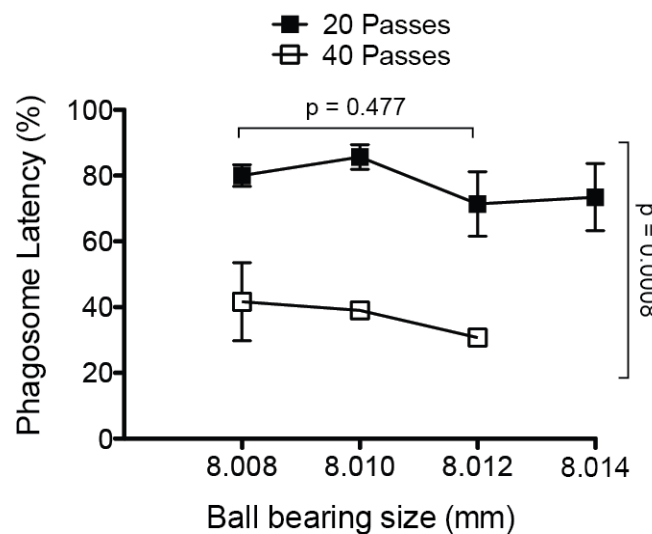 20 Passes
40 Passes
p = 0.477
100
80
60
40
20
0
Phagosome Latency (%)
p = 0.0008
8.008 8.010 8.012 8.014
Ball bearing size (mm)